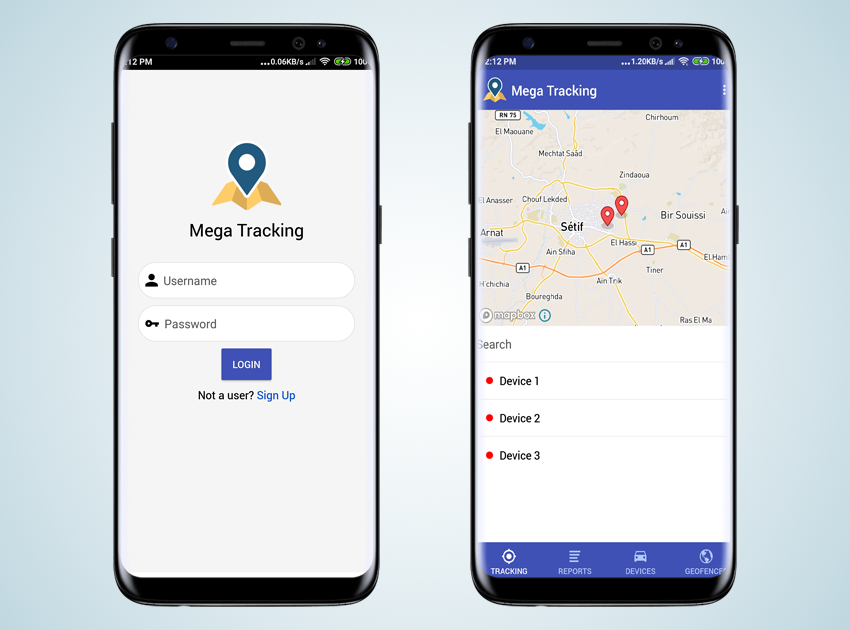 :12 PM
...0.06KB/s
100
Mega Tracking
Username
Password
LOGIN
Not a user? Sign Up
2:12 PM
...1.20KB/s
100
Mega Tracking
RN 75
Chirhoum
El Maouane
Mechtat Saâd
Zindaoua
El Anasser
Chouf Lekded
Bir Souissi
Aïn Arnat
Sétif
El Hassi
A1
A1
El Ham
Ain Sfiha
A1
H'chichia
Ain Trik
Tiner
Boureghda
mapbox
Ras El Ma
Search
Device 1
Device 2
Device 3
TRACKING
REPORTS
DEVICES
GEOFENCE